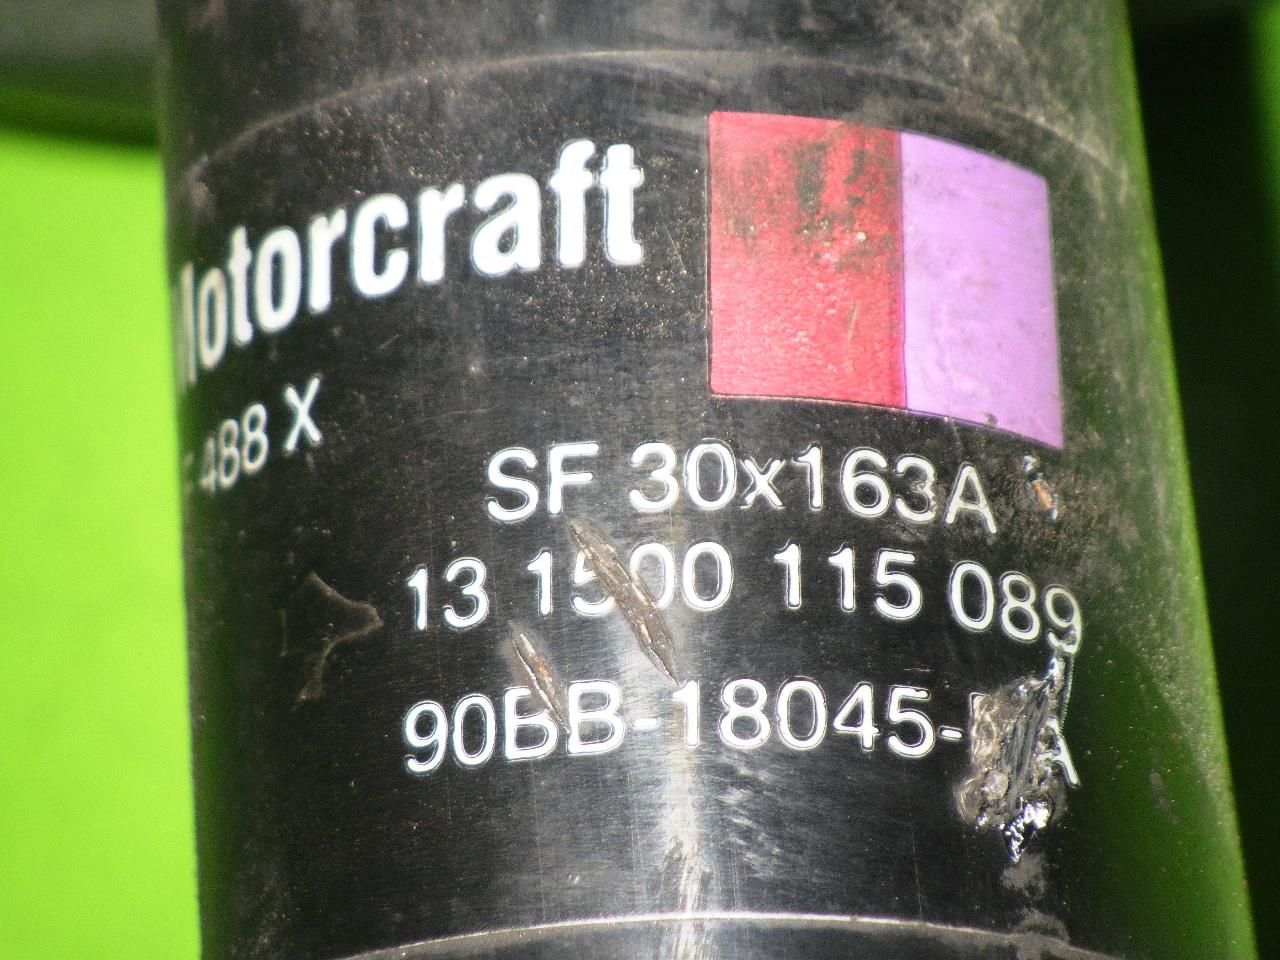 Motorcraft
488 X
SF 30x163A
13 1500 115 089
90BB-18045-